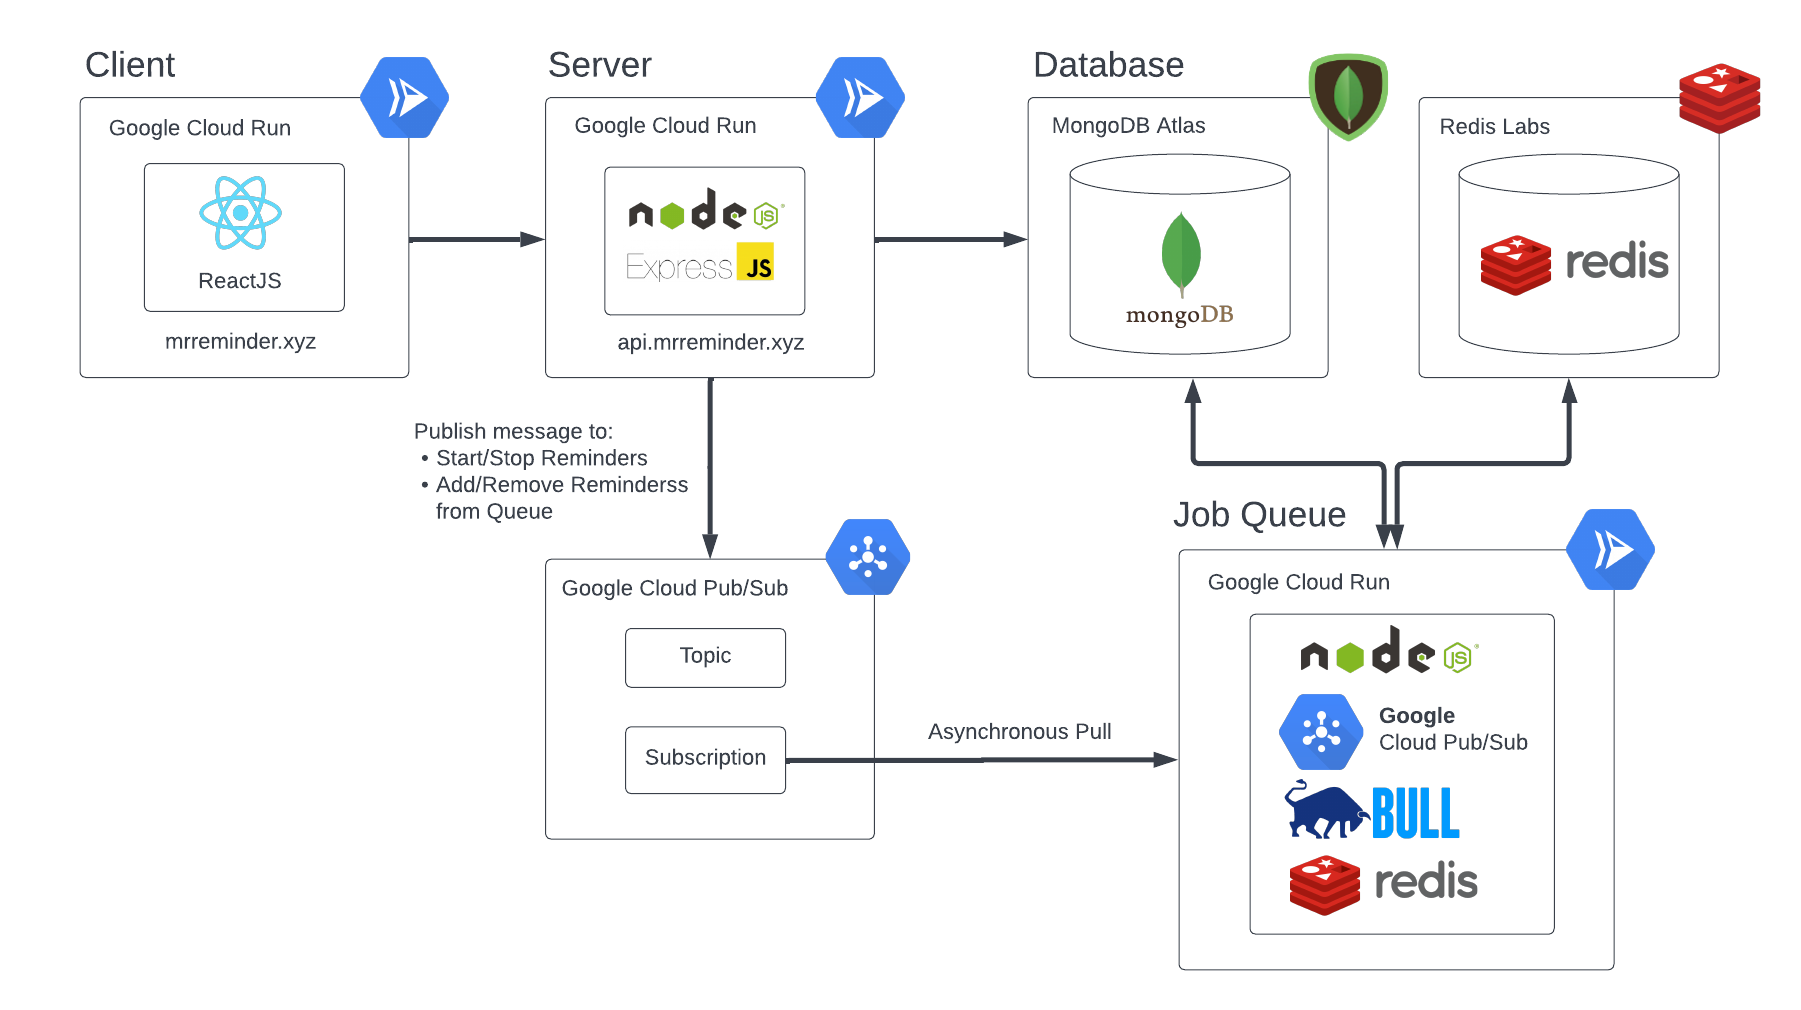 Client
Google Cloud Run
ReactJS
mrreminder.xyz
Server
Google Cloud Run
node JS
Express JS
api.mrreminder.xyz
Database
MongoDB Atlas
mongoDB
Redis Labs
redis
Publish message to:
• Start/Stop Reminders
• Add/Remove Reminderss
from Queue
Google Cloud Pub/Sub
Topic
Subscription
Asynchronous Pull
Job Queue
Google Cloud Run
node JS
Google
Cloud Pub/Sub
BULL
redis